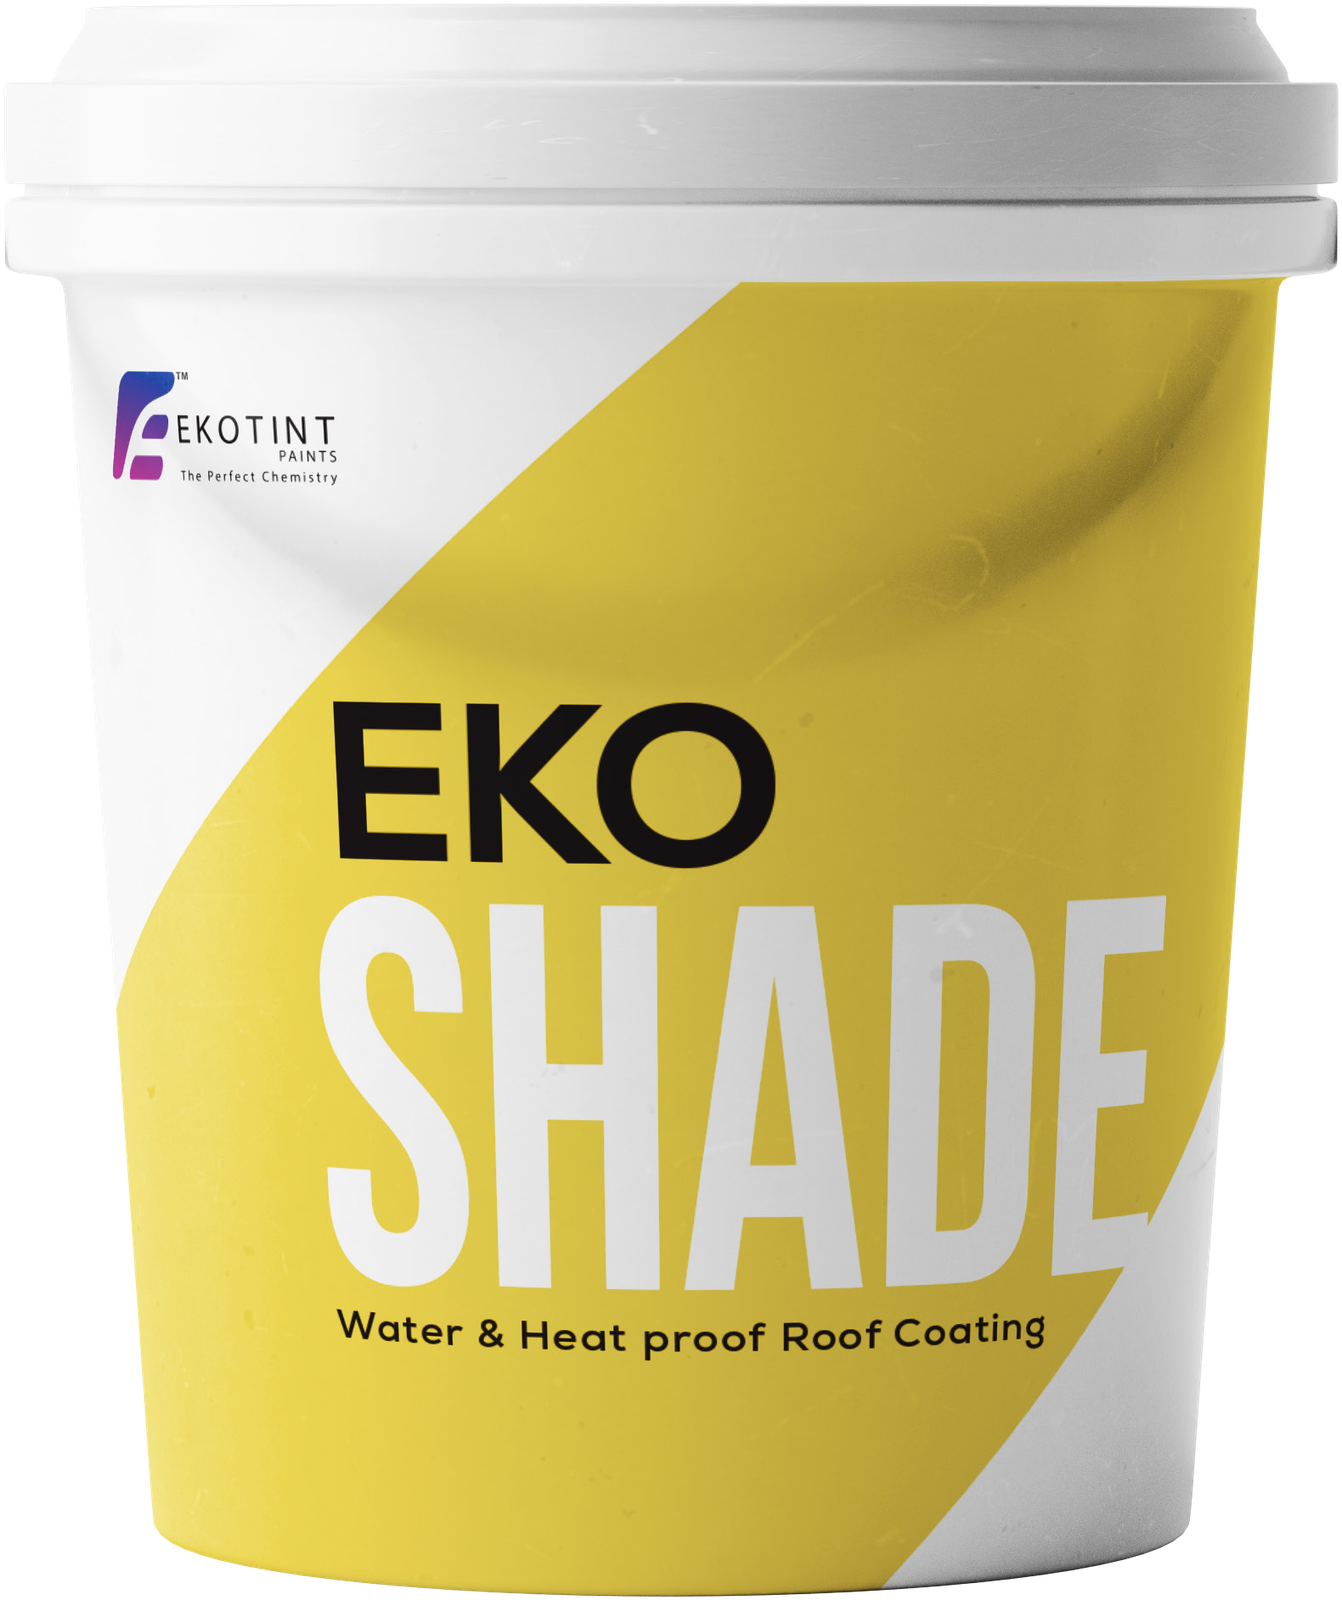 ™
EKOTINT
PAINTS
The Perfect Chemistry
EKO
SHADE
Water & Heat proof Roof Coating